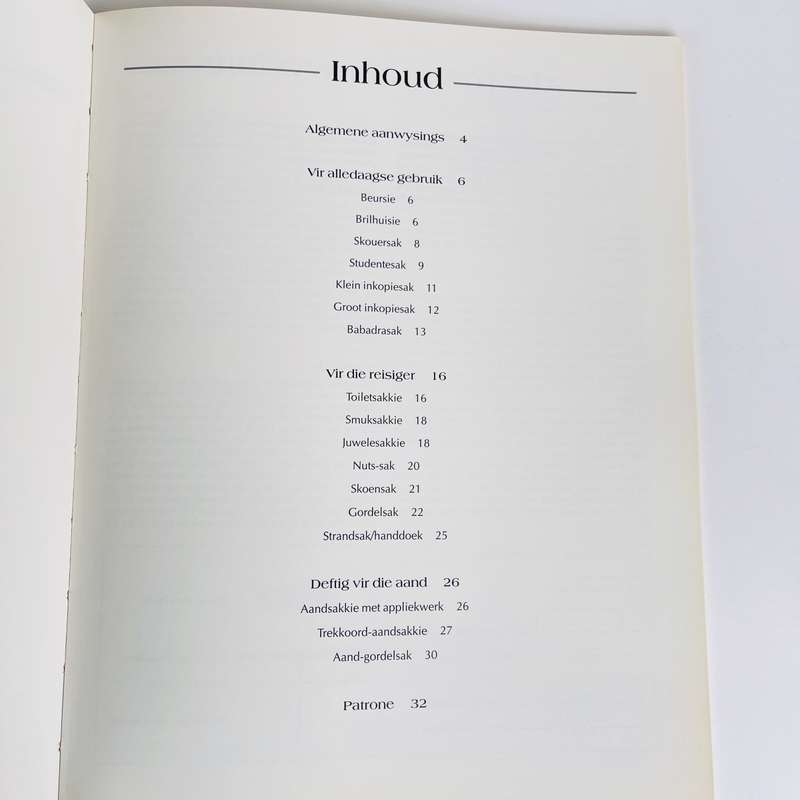 Inhoud
Algemene aanwysings 4
Vir alledaagse gebruik 6
Beursie 6
Brilhuisie 6
Skouersak 8
Studentesak 9
Klein inkopiesak 11
Groot inkopiesak 12
Babadrasak 13
Vir die reisiger 16
Toiletsakkie 16
Smuksakkie 18
Juwelesakkie 18
Nuts-sak 20
Skoensak 21
Gordelsak 22
Strandsak/handdoek 25
Deftig vir die aand 26
Aandsakkie met appliekwerk 26
Trekkoord-aandsakkie 27
Aand-gordelsak 30
Patrone 32